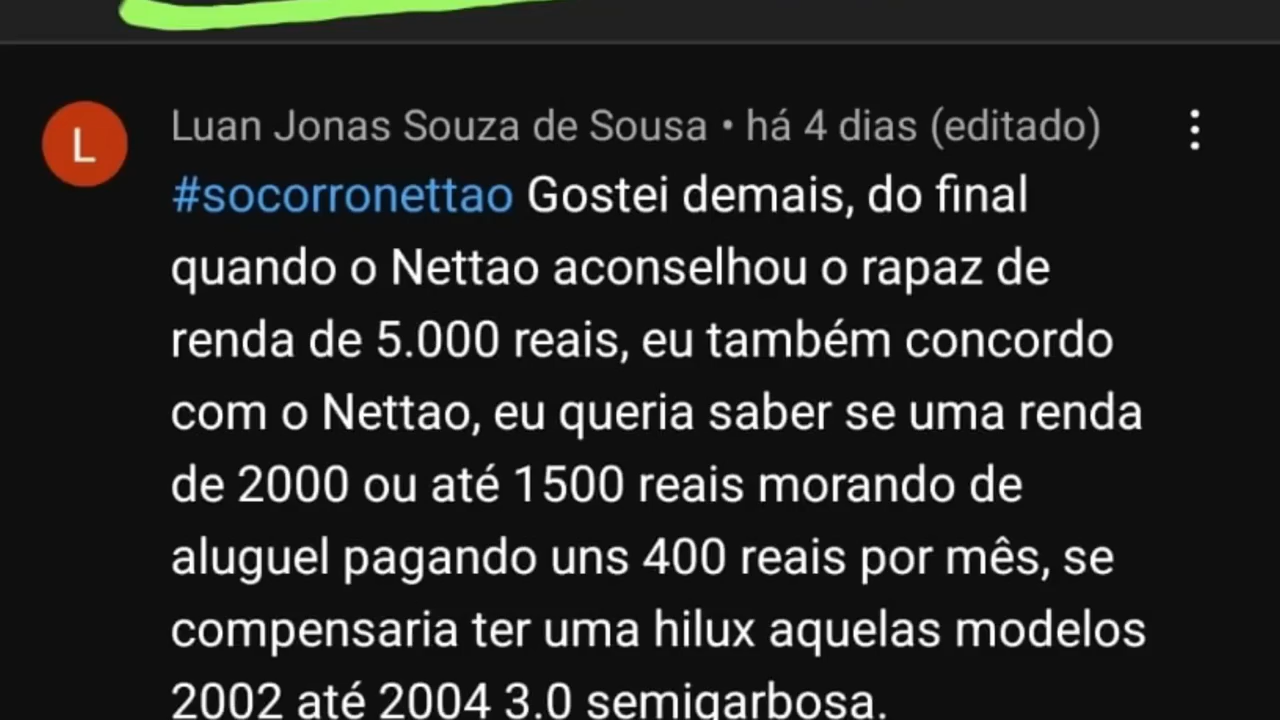 L
Luan Jonas Souza de Sousa • há 4 dias (editado)
#socorronettao Gostei demais, do final
quando o Nettao aconselhou o rapaz de
renda de 5.000 reais, eu também concordo
com o Nettao, eu queria saber se uma renda
de 2000 ou até 1500 reais morando de
aluguel pagando uns 400 reais por mês, se
compensaria ter uma hilux aquelas modelos
2002 até 2004 3.0 semigarbosa.